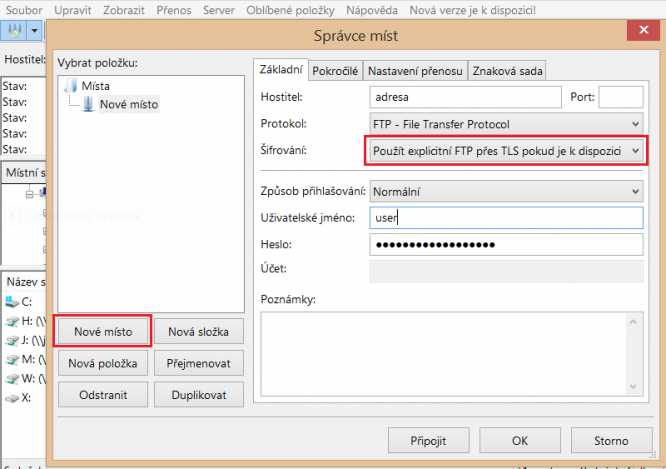 Soubor Upravit Zobrazit Přenos Server Oblíbené položky Nápověda Nová verze je k dispozici!
Správce míst
Hostitel:
Stav:
Stav:
Stav:
Stav:
Stav:
Místní s
Název s
C:
H: (\\
J: (\\j
M: (\\
W: (\\
X:
Vybrat položku:
Místa
Nové místo
Nové místo Nová složka
Nová položka Přejmenovat
Odstranit Duplikovat
Základní Pokročilé Nastavení přenosu Znaková sada
Hostitel: adresa Port:
Protokol: FTP - File Transfer Protocol
Šifrování: Použít explicitní FTP přes TLS pokud je k dispozici
Způsob přihlašování: Normální
Uživatelské jméno: user
Heslo: ●●●●●●●●●●●●●●●●●●
Účet:
Poznámky:
Připojit OK Storno